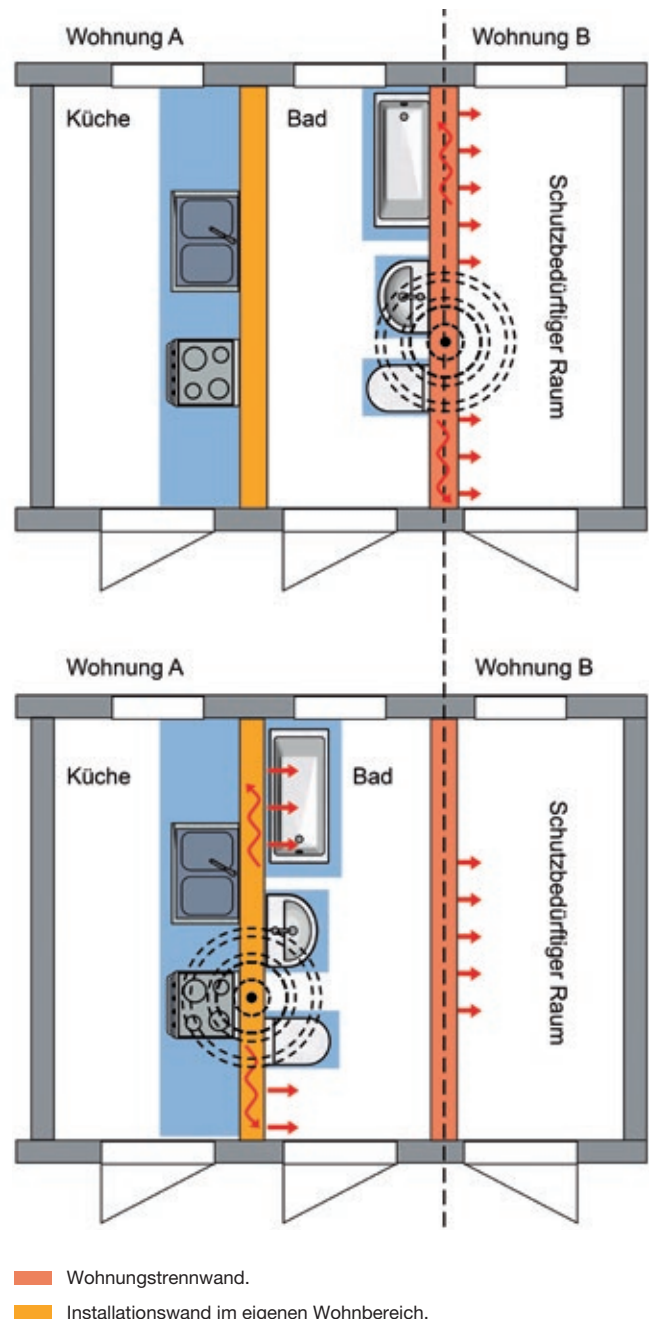 Wohnung A
Wohnung B
Küche
Bad
Schutzbedürftiger Raum
Wohnung A
Wohnung B
Küche
Bad
Schutzbedürftiger Raum
Wohnungstrennwand.
Installationswand im eigenen Wohnbereich.